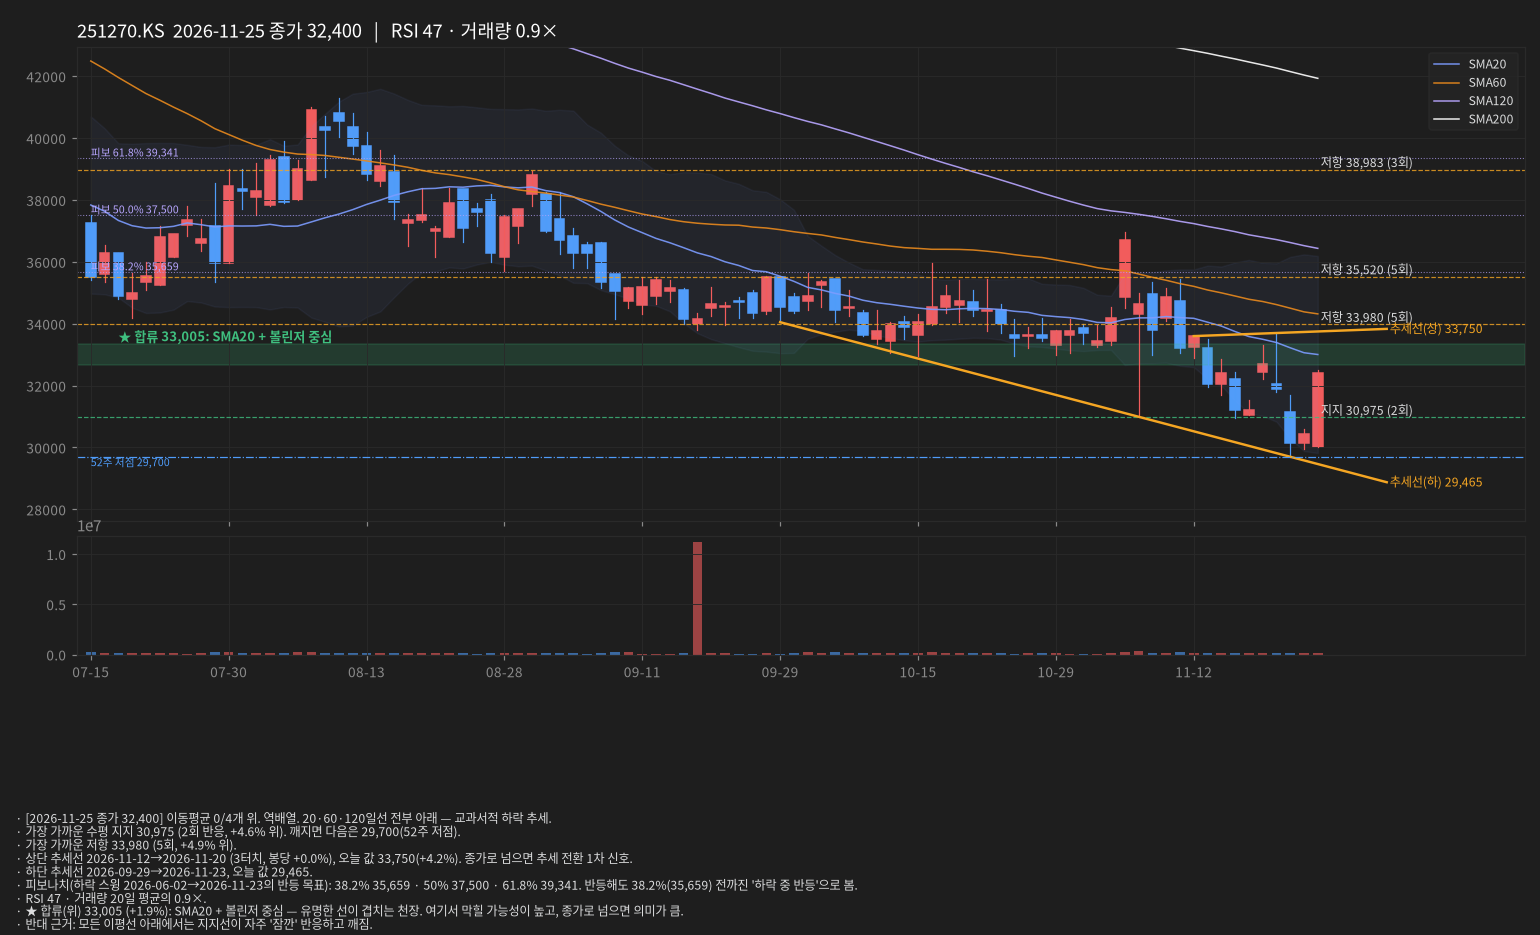 251270.KS 2026-11-25 종가 32,400 | RSI 47 · 거래량 0.9×
SMA20
SMA60
SMA120
SMA200
42000
40000
38000
36000
34000
32000
30000
28000
피보 61.8% 39,341
저항 38,983 (3회)
피보 50.0% 37,500
피보 38.2% 35,659
저항 35,520 (5회)
저항 33,980 (5회)
추세선(상) 33,750
★ 합류 33,005: SMA20 + 볼린저 중심
지지 30,975 (2회)
52주 저점 29,700
추세선(하) 29,465
1e7
1.0
0.5
0.0
07-15 07-30 08-13 08-28 09-11 09-29 10-15 10-29 11-12
· [2026-11-25 종가 32,400] 이동평균 0/4개 위. 역배열. 20·60·120일선 전부 아래 — 교과서적 하락 추세.
· 가장 가까운 수평 지지 30,975 (2회 반응, +4.6% 위). 깨지면 다음은 29,700(52주 저점).
· 가장 가까운 저항 33,980 (5회, +4.9% 위).
· 상단 추세선 2026-11-12→2026-11-20 (3터치, 봉당 +0.0%), 오늘 값 33,750(+4.2%). 종가로 넘으면 추세 전환 1차 신호.
· 하단 추세선 2026-09-29→2026-11-23, 오늘 값 29,465.
· 피보나치(하락 스윙 2026-06-02→2026-11-23의 반등 목표): 38.2% 35,659 · 50% 37,500 · 61.8% 39,341. 반등해도 38.2%(35,659) 전까진 '하락 중 반등'으로 봄.
· RSI 47 · 거래량 20일 평균의 0.9×.
· ★ 합류(위) 33,005 (+1.9%): SMA20 + 볼린저 중심 — 유명한 선이 겹치는 천장. 여기서 막힐 가능성이 높고, 종가로 넘으면 의미가 큼.
· 반대 근거: 모든 이평선 아래에서는 지지선이 자주 '잠깐' 반응하고 깨짐.